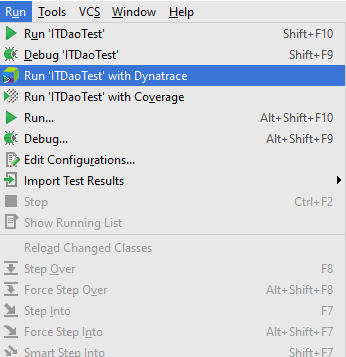 Run Tools VCS Window Help
Run 'ITDaoTest' Shift+F10
Debug 'ITDaoTest' Shift+F9
Run 'ITDaoTest' with Dynatrace
Run 'ITDaoTest' with Coverage
Run... Alt+Shift+F10
Debug... Alt+Shift+F9
Edit Configurations...
Import Test Results
Stop Ctrl+F2
Show Running List
Reload Changed Classes
Step Over F8
Force Step Over Alt+Shift+F8
Step Into F7
Force Step Into Alt+Shift+F7
Smart Step Into Shift+F7